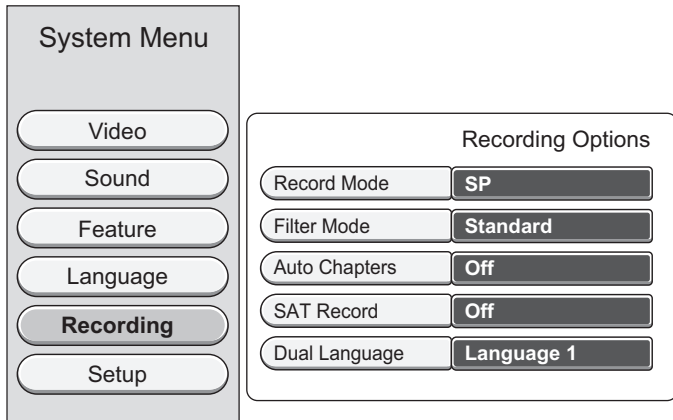 System Menu
Video
Sound
Feature
Language
Recording
Setup
Recording Options
Record Mode SP
Filter Mode Standard
Auto Chapters Off
SAT Record Off
Dual Language Language 1